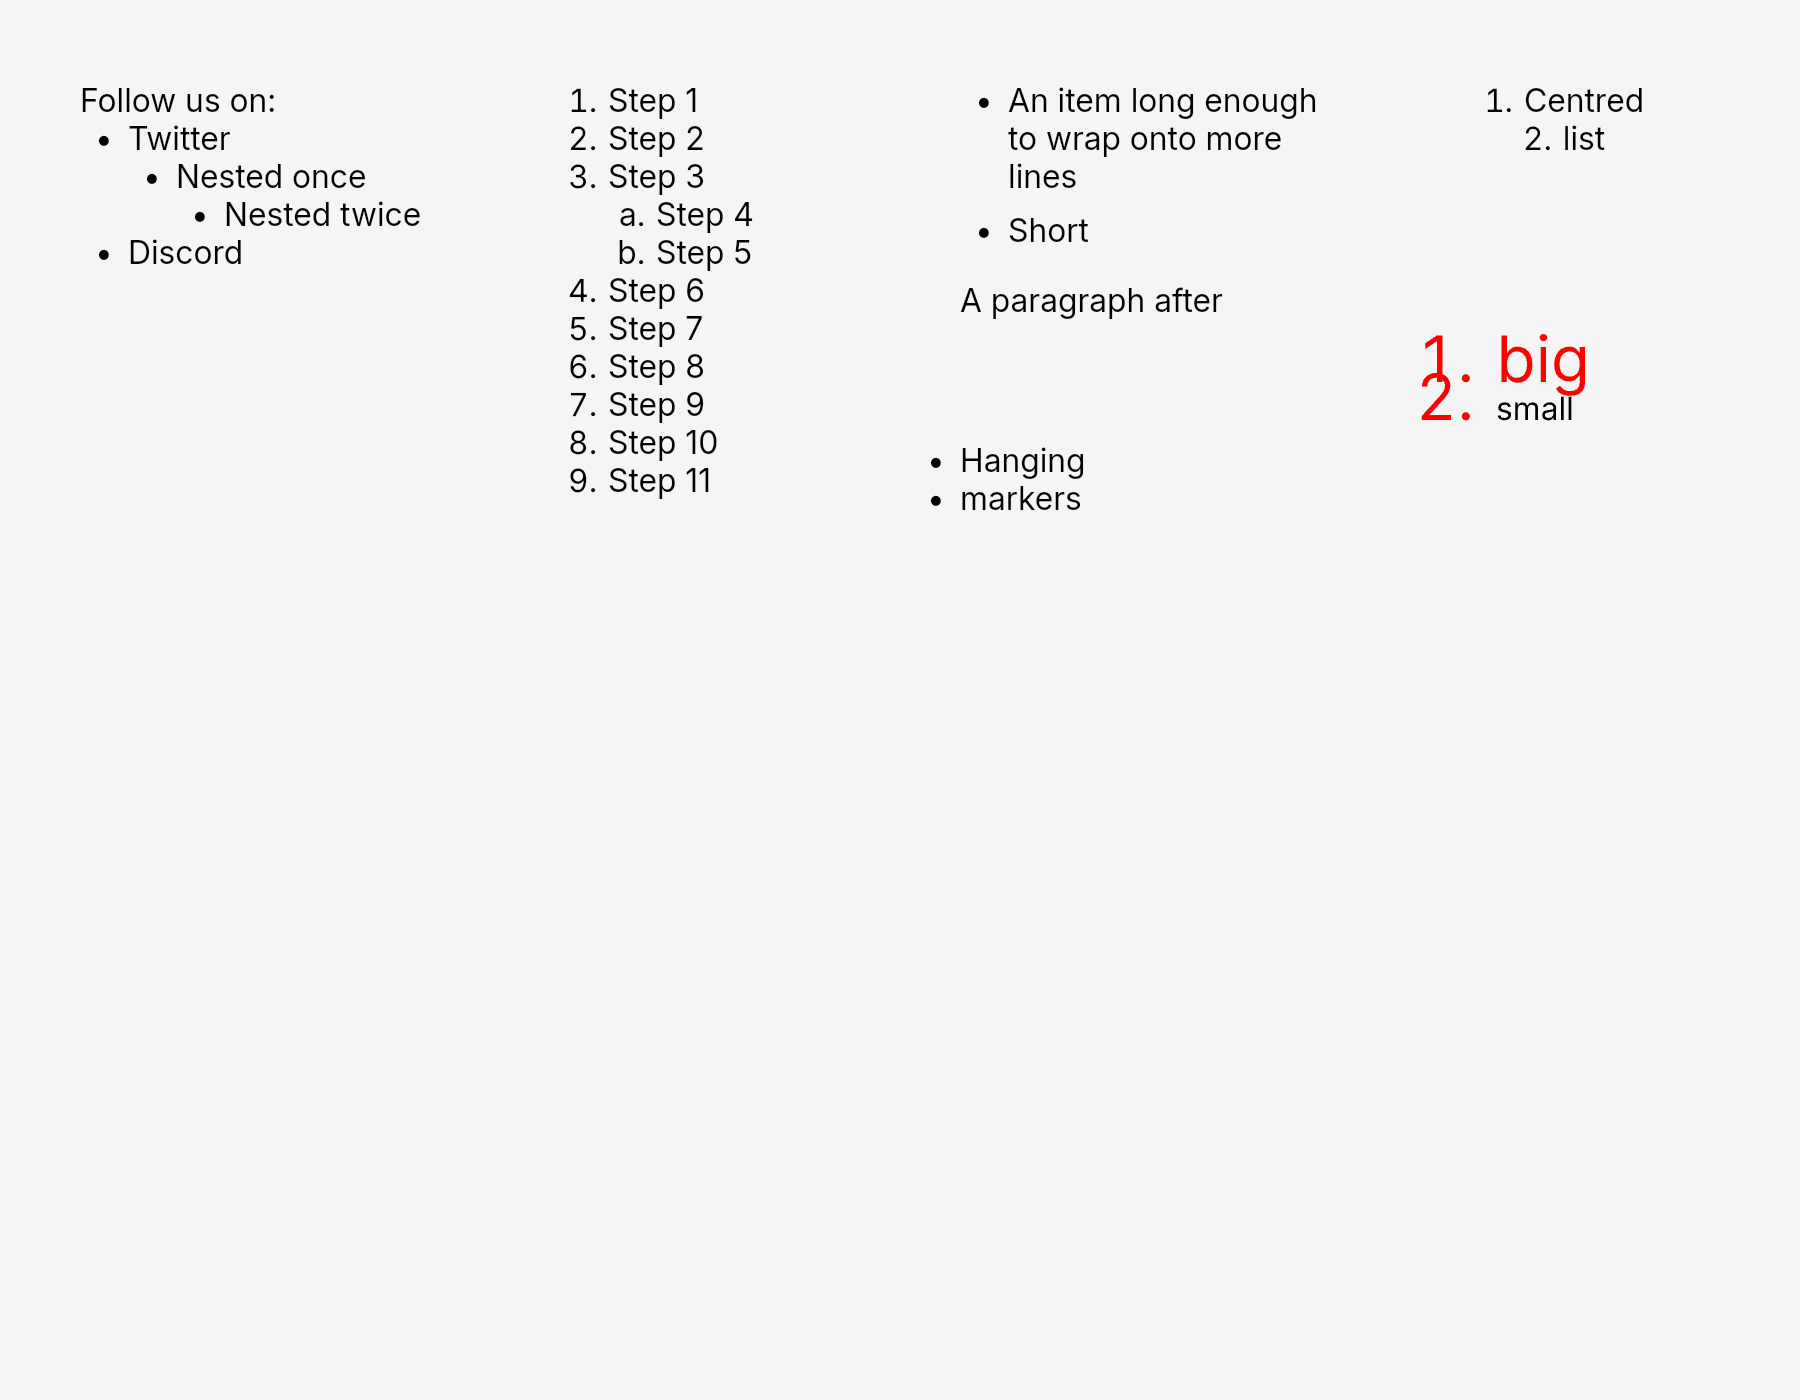 Follow us on:
• Twitter
• Nested once
• Nested twice
• Discord
1. Step 1
2. Step 2
3. Step 3
a. Step 4
b. Step 5
4. Step 6
5. Step 7
6. Step 8
7. Step 9
8. Step 10
9. Step 11
• An item long enough
to wrap onto more
lines
• Short
A paragraph after
• Hanging
• markers
1. Centred
2. list
1. big
2. small